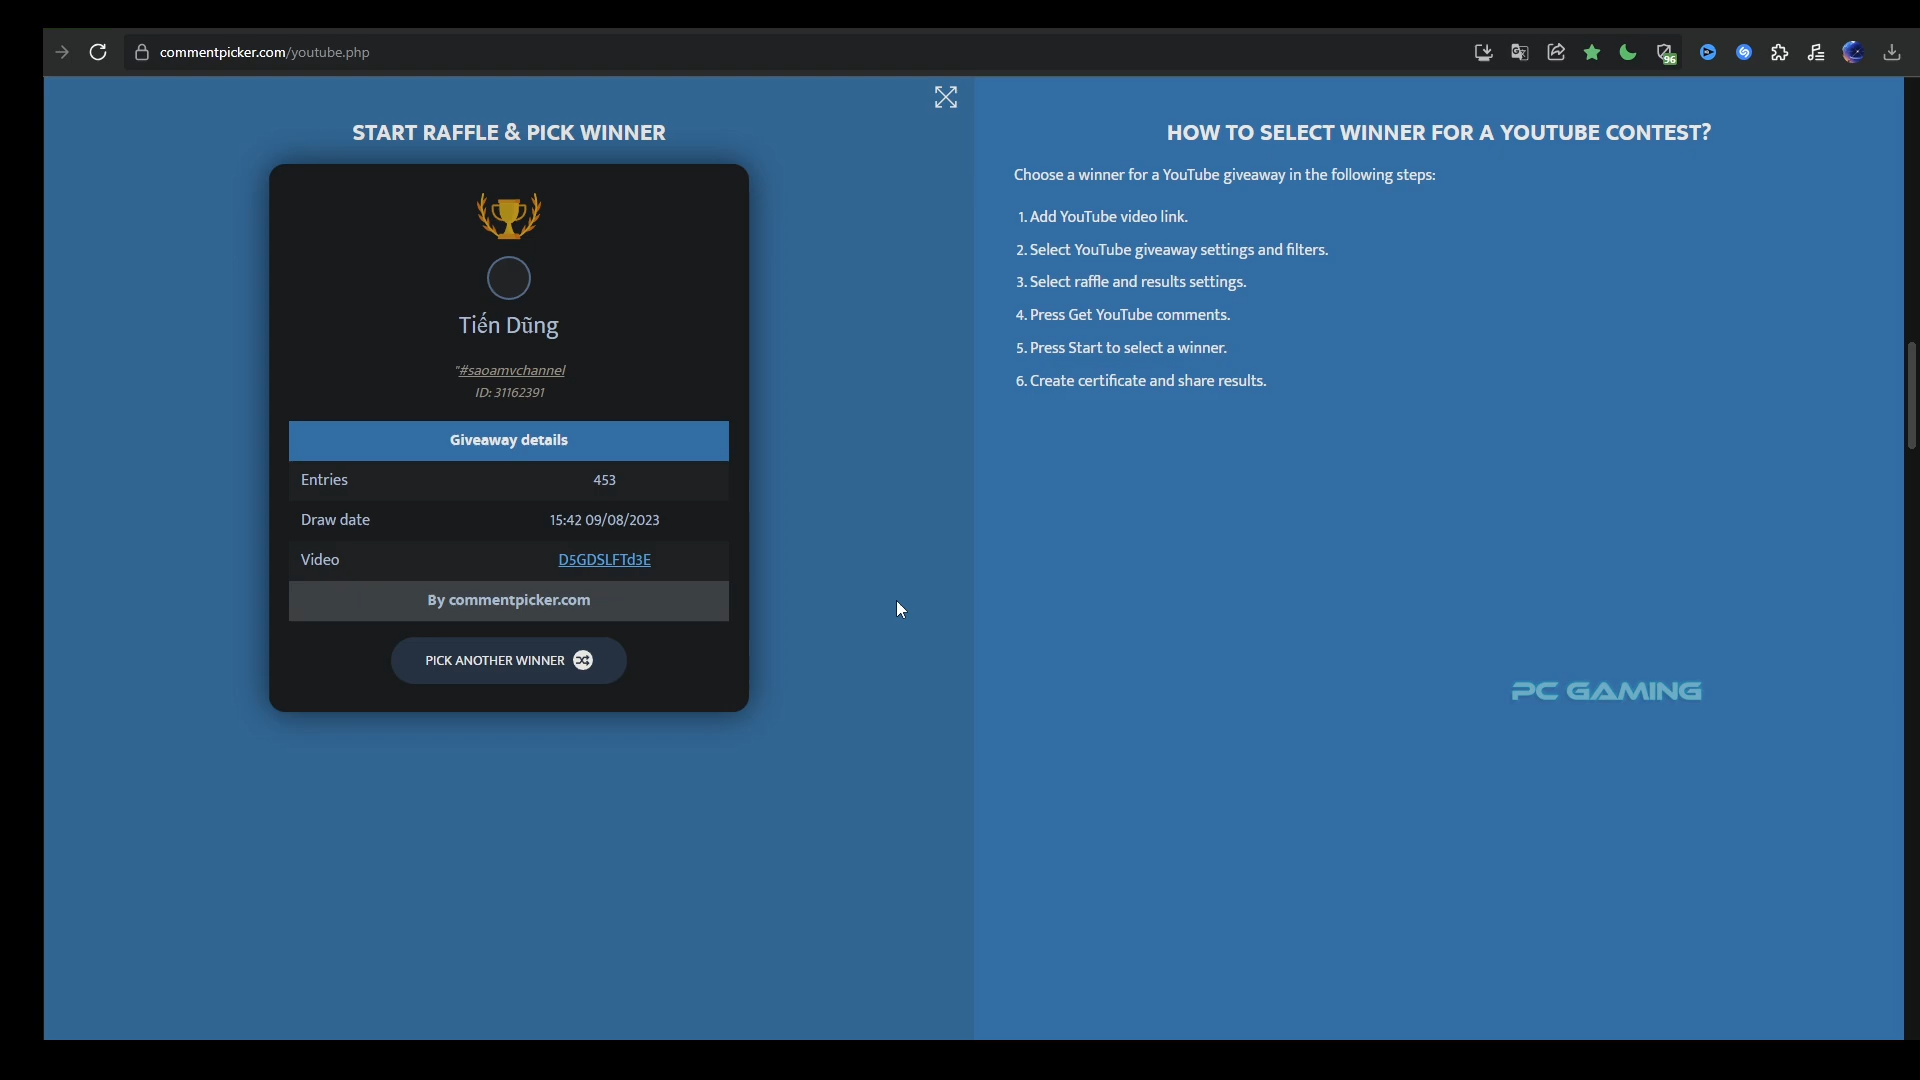 commentpicker.com/youtube.php
96
START RAFFLE & PICK WINNER
Tiến Dũng
"#saoamvchannel
ID: 31162391
Giveaway details
Entries 453
Draw date 15:42 09/08/2023
Video D5GDSLFTd3E
By commentpicker.com
PICK ANOTHER WINNER
HOW TO SELECT WINNER FOR A YOUTUBE CONTEST?
Choose a winner for a YouTube giveaway in the following steps:
1. Add YouTube video link.
2. Select YouTube giveaway settings and filters.
3. Select raffle and results settings.
4. Press Get YouTube comments.
5. Press Start to select a winner.
6. Create certificate and share results.
PC GAMING